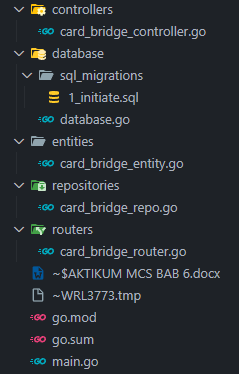 controllers
card_bridge_controller.go
database
sql_migrations
1_initiate.sql
database.go
entities
card_bridge_entity.go
repositories
card_bridge_repo.go
routers
card_bridge_router.go
~$AKTIKUM MCS BAB 6.docx
~WRL3773.tmp
go.mod
go.sum
main.go